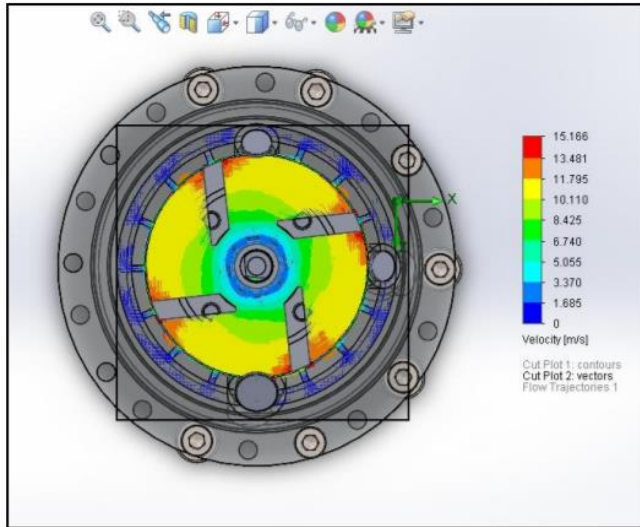 X
15.166
13.481
11.795
10.110
8.425
6.740
5.055
3.370
1.685
0
Velocity [m/s]
Cut Plot 1: contours
Cut Plot 2: vectors
Flow Trajectories 1